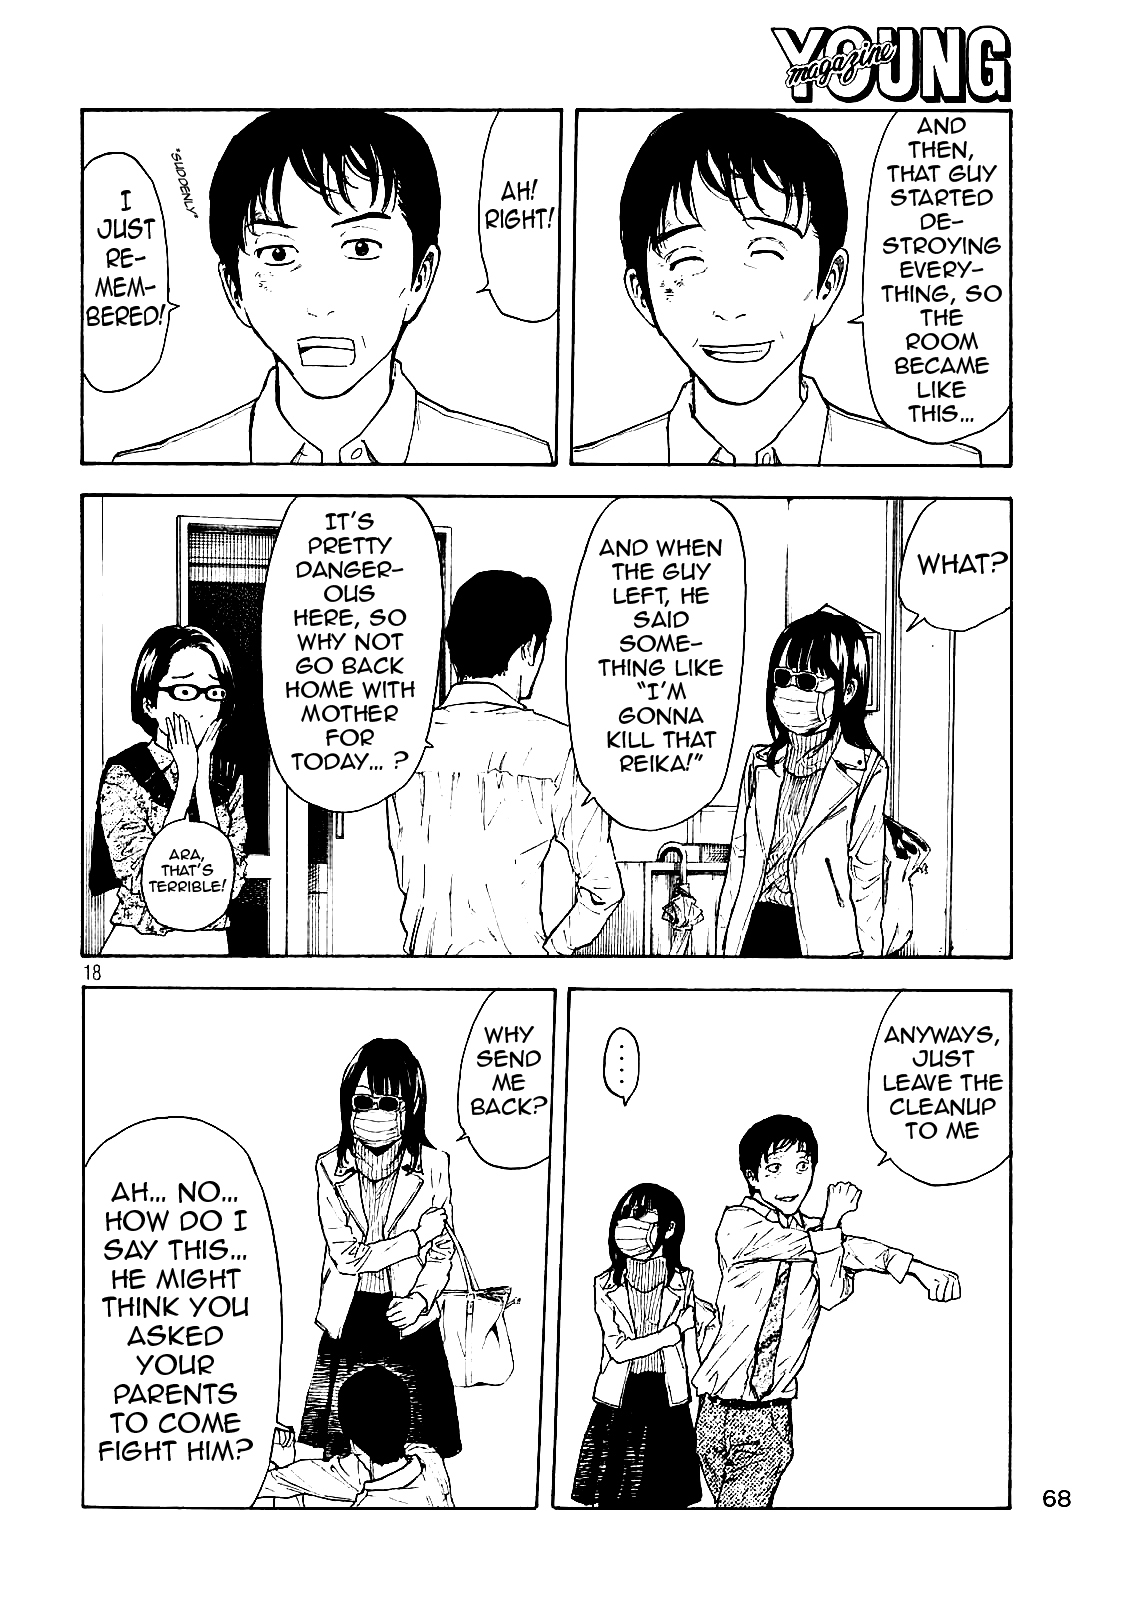 YOUNG
magazine
AND
THEN,
THAT GUY
STARTED
DE-
STROYING
EVERY-
THING, SO
THE
ROOM
BECAME
LIKE
THIS...
AH!
RIGHT!
"SUDDENLY"
I
JUST
RE-
MEM-
BERED!
WHAT?
AND WHEN
THE GUY
LEFT, HE
SAID
SOME-
THING LIKE
"I'M
GONNA
KILL THAT
REIKA!"
IT'S
PRETTY
DANGER-
OUS
HERE, SO
WHY NOT
GO BACK
HOME WITH
MOTHER
FOR
TODAY... ?
ARA,
THAT'S
TERRIBLE!
18
ANYWAYS,
JUST
LEAVE THE
CLEANUP
TO ME
....
WHY
SEND
ME
BACK?
AH... NO...
HOW DO I
SAY THIS...
HE MIGHT
THINK YOU
ASKED
YOUR
PARENTS
TO COME
FIGHT HIM?
68